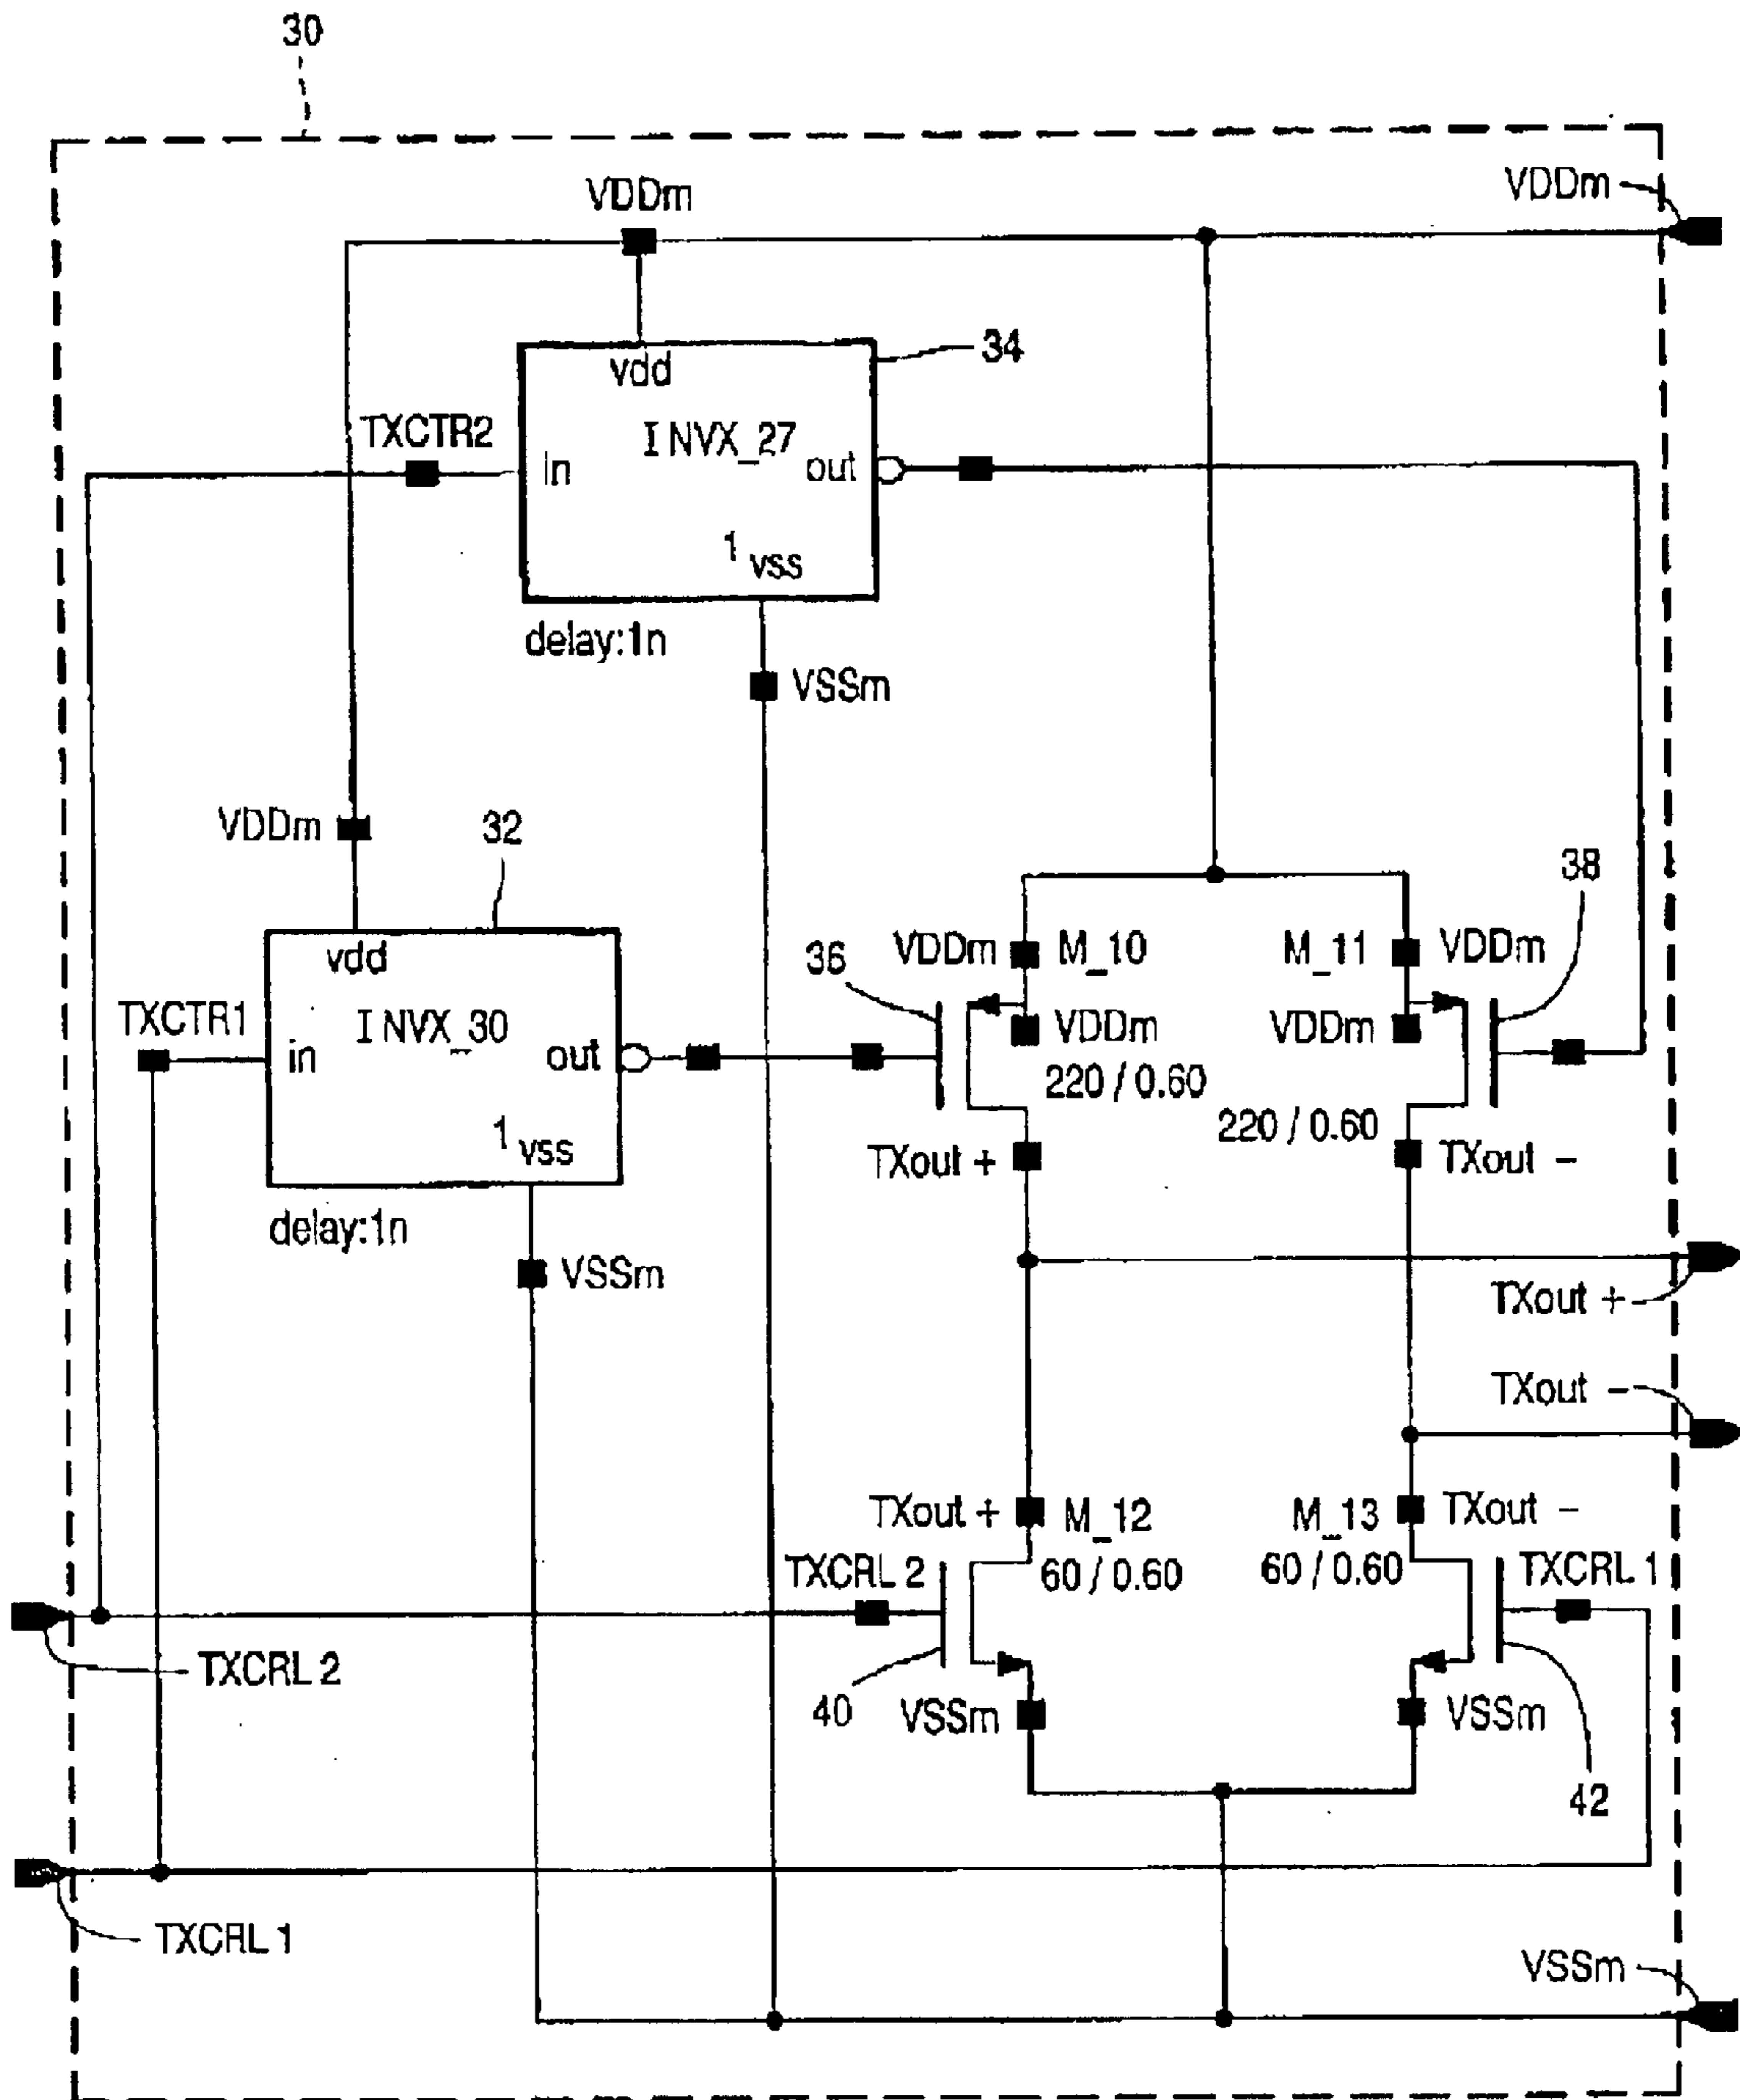 30
VDDm
VDDm
34
vdd
TXCTR2
INVX_27
in
out
1
vss
delay:1n
VSSm
VDDm
32
38
vdd
36
VDDm
M_10
M_11
VDDm
TXCTR1
INVX_30
in
out
VDDm
VDDm
220 / 0.60
220 / 0.60
1
vss
TXout +
TXout -
delay:1n
VSSm
TXout +
TXout -
TXout +
M_12
M_13
TXout -
TXCRL 2
60 / 0.60
60 / 0.60
TXCRL 1
TXCRL 2
40
VSSm
VSSm
42
TXCRL 1
VSSm